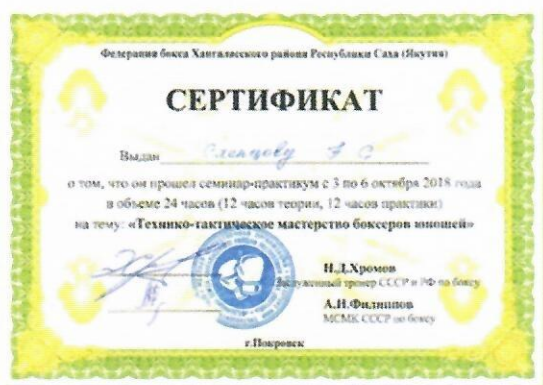 Федерация бокса Хангаласского района Республики Саха (Якутия)
СЕРТИФИКАТ
Выдан Слепцову
о том, что он прошел семинар-практикум с 3 по 6 октября 2018 года
в объеме 24 часов (12 часов теории, 12 часов практики)
на тему: «Технико-тактическое мастерство боксеров юношей»
Н.Д.Хромов
Заслуженный тренер СССР и РФ по боксу
А.Н.Филиппов
МСМК СССР по боксу
г.Покровск